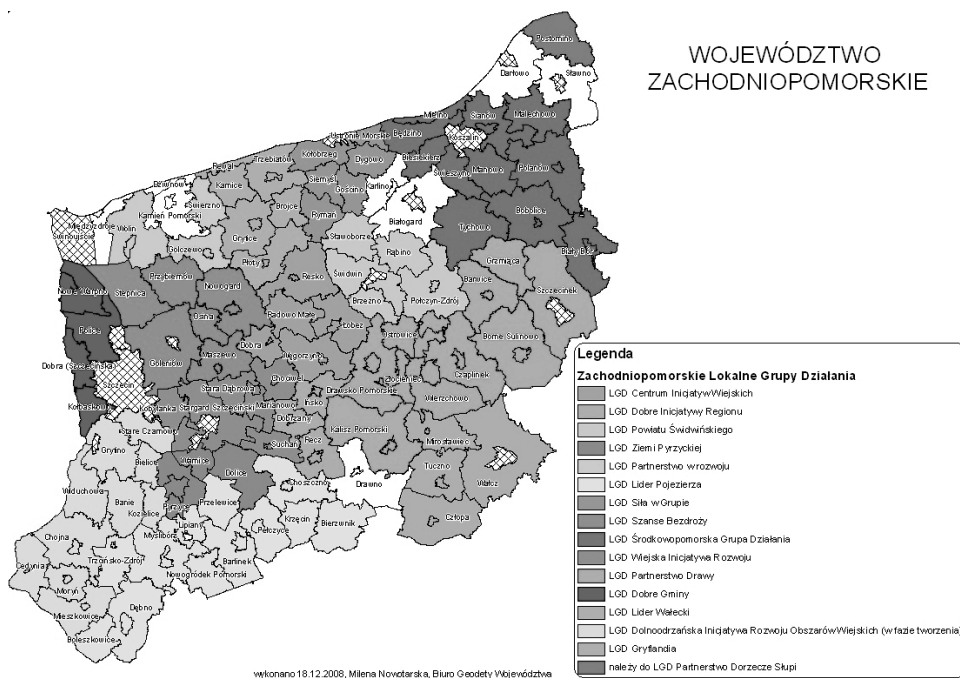 WOJEWÓDZTWO
ZACHODNIOPOMORSKIE
Postomino
Darłowo
Sławno
Mielno
Sianów
Malechowo
Ustronie Morskie
Będzino
Koszalin
Kołobrzeg
Dygowo
Biesiekierz
Świeszyno
Manowo
Polanów
Rewal
Trzebiatów
Siemyśl
Gościno
Karlino
Dziwnów
Karnice
Świerzno
Kamień Pomorski
Brojce
Rymań
Białogard
Bobolice
Tychowo
Międzyzdroje
Świnoujście
Wolin
Golczewo
Gryfice
Sławoborze
Rąbino
Biały Bór
Grzmiąca
Płoty
Świdwin
Nowe Warpno
Stepnica
Przybiernów
Nowogard
Resko
Brzeżno
Połczyn-Zdrój
Barwice
Szczecinek
Police
Osina
Radowo Małe
Łobez
Ostrowice
Borne Sulinowo
Dobra (Szczecińska)
Goleniów
Maszewo
Dobra
Węgorzyno
Złocieniec
Czaplinek
Szczecin
Stara Dąbrowa
Chociwel
Drawsko Pomorskie
Wierzchowo
Kołbaskowo
Kobylanka
Stargard Szczeciński
Marianowo
Ińsko
Dobrzany
Stare Czarnowo
Suchań
Recz
Kalisz Pomorski
Mirosławiec
Gryfino
Bielice
Warnice
Dolice
Tuczno
Wałcz
Widuchowa
Banie
Kozielice
Pyrzyce
Przelewice
Choszczno
Drawno
Człopa
Chojna
Lipiany
Myślibórz
Pełczyce
Krzęcin
Bierzwnik
Cedynia
Trzcińsko-Zdrój
Barlinek
Nowogródek Pomorski
Moryń
Mieszkowice
Dębno
Boleszkowice
Legenda
Zachodniopomorskie Lokalne Grupy Działania
LGD Centrum Inicjatyw Wiejskich
LGD Dobre Inicjatywy Regionu
LGD Powiatu Świdwińskiego
LGD Ziemi Pyrzyckiej
LGD Partnerstwo w rozwoju
LGD Lider Pojezierza
LGD Siła w Grupie
LGD Szanse Bezdroży
LGD Środkowopomorska Grupa Działania
LGD Wiejska Inicjatywa Rozwoju
LGD Partnerstwo Drawy
LGD Dobre Gminy
LGD Lider Wałecki
LGD Dolnoodrzańska Inicjatywa Rozwoju Obszarów Wiejskich (w fazie tworzenia)
LGD Gryflandia
należy do LGD Partnerstwo Dorzecze Słupi
wykonano 18.12.2008, Milena Nowotarska, Biuro Geodety Województwa